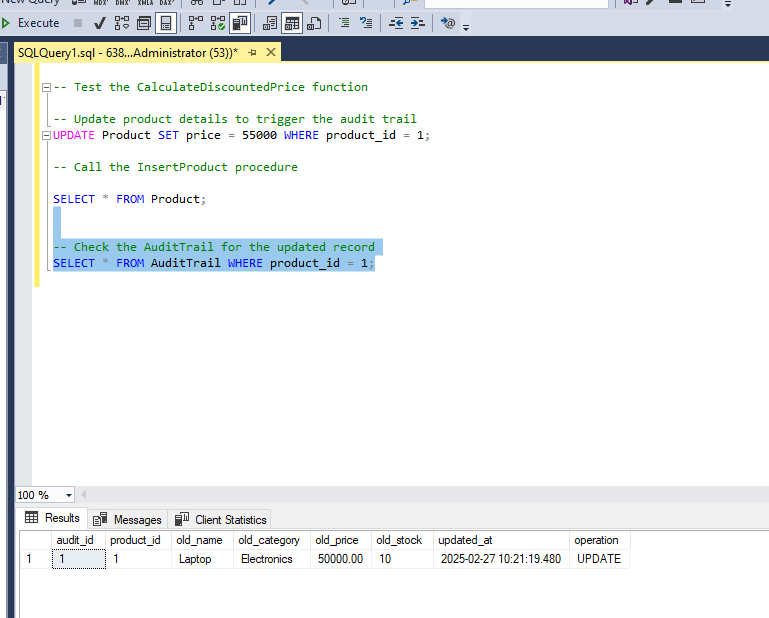 New Query MDX DMX XMLA DAX
Execute
SQLQuery1.sql - 638...Administrator (53))*
-- Test the CalculateDiscountedPrice function
-- Update product details to trigger the audit trail
UPDATE Product SET price = 55000 WHERE product_id = 1;
-- Call the InsertProduct procedure
SELECT * FROM Product;
-- Check the AuditTrail for the updated record
SELECT * FROM AuditTrail WHERE product_id = 1;
100 %
Results Messages Client Statistics
audit_id product_id old_name old_category old_price old_stock updated_at operation
1 1 1 Laptop Electronics 50000.00 10 2025-02-27 10:21:19.480 UPDATE